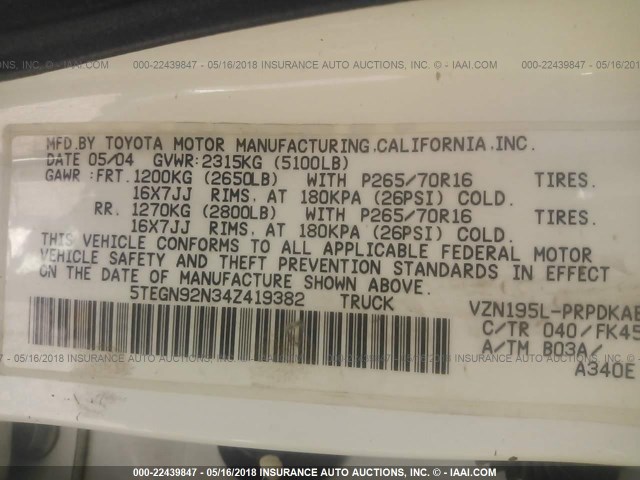 000-22439847 - 05/16/2018 INSURANCE AUTO AUCTIONS, INC. - IAAI.COM
MFD.BY TOYOTA MOTOR MANUFACTURING.CALIFORNIA.INC.
DATE 05/04 GVWR:2315KG (5100LB)
GAWR:FRT.1200KG (2650LB) WITH P265/70R16 TIRES.
16X7JJ RIMS. AT 180KPA (26PSI) COLD.
RR. 1270KG (2800LB) WITH P265/70R16 TIRES.
16X7JJ RIMS. AT 180KPA (26PSI) COLD.
THIS VEHICLE CONFORMS TO ALL APPLICABLE FEDERAL MOTOR
VEHICLE SAFETY AND THEFT PREVENTION STANDARDS IN EFFECT
ON THE DATE OF MANUFACTURE SHOWN ABOVE.
5TEGN92N34Z419382 TRUCK VZN195L-PRPDKAB
C/TR 040/FK45
A/TM B03A/
A340E
000-22439847 - 05/16/2018 INSURANCE AUTO AUCTIONS, INC. - IAAI.COM